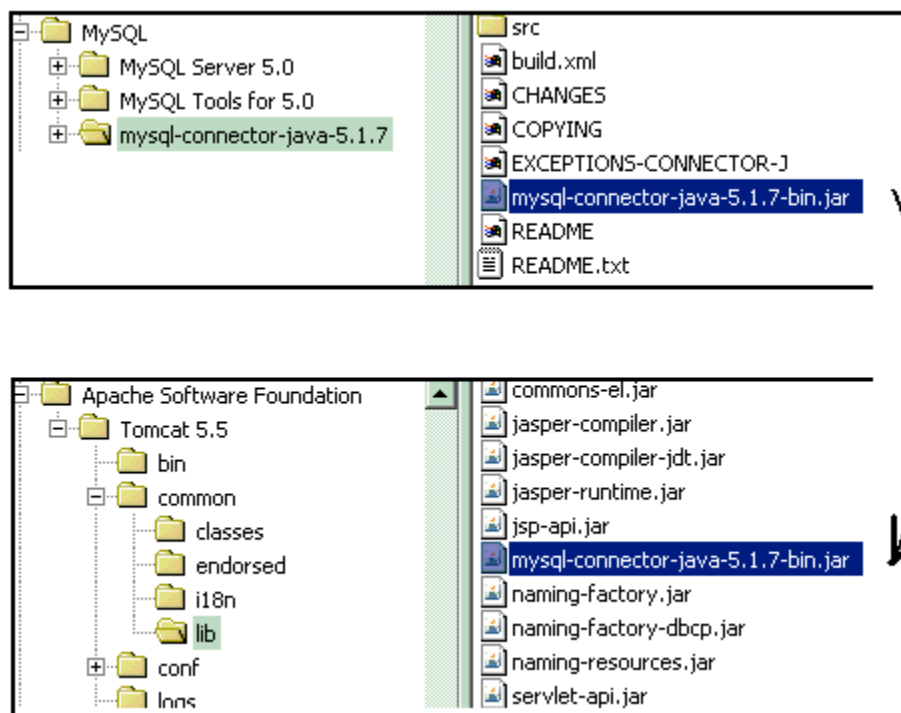 MySQL
MySQL Server 5.0
MySQL Tools for 5.0
mysql-connector-java-5.1.7
src
build.xml
CHANGES
COPYING
EXCEPTIONS-CONNECTOR-J
mysql-connector-java-5.1.7-bin.jar
README
README.txt
Apache Software Foundation
Tomcat 5.5
bin
common
classes
endorsed
i18n
lib
conf
logs
commons-el.jar
jasper-compiler.jar
jasper-compiler-jdt.jar
jasper-runtime.jar
jsp-api.jar
mysql-connector-java-5.1.7-bin.jar
naming-factory.jar
naming-factory-dbcp.jar
naming-resources.jar
servlet-api.jar